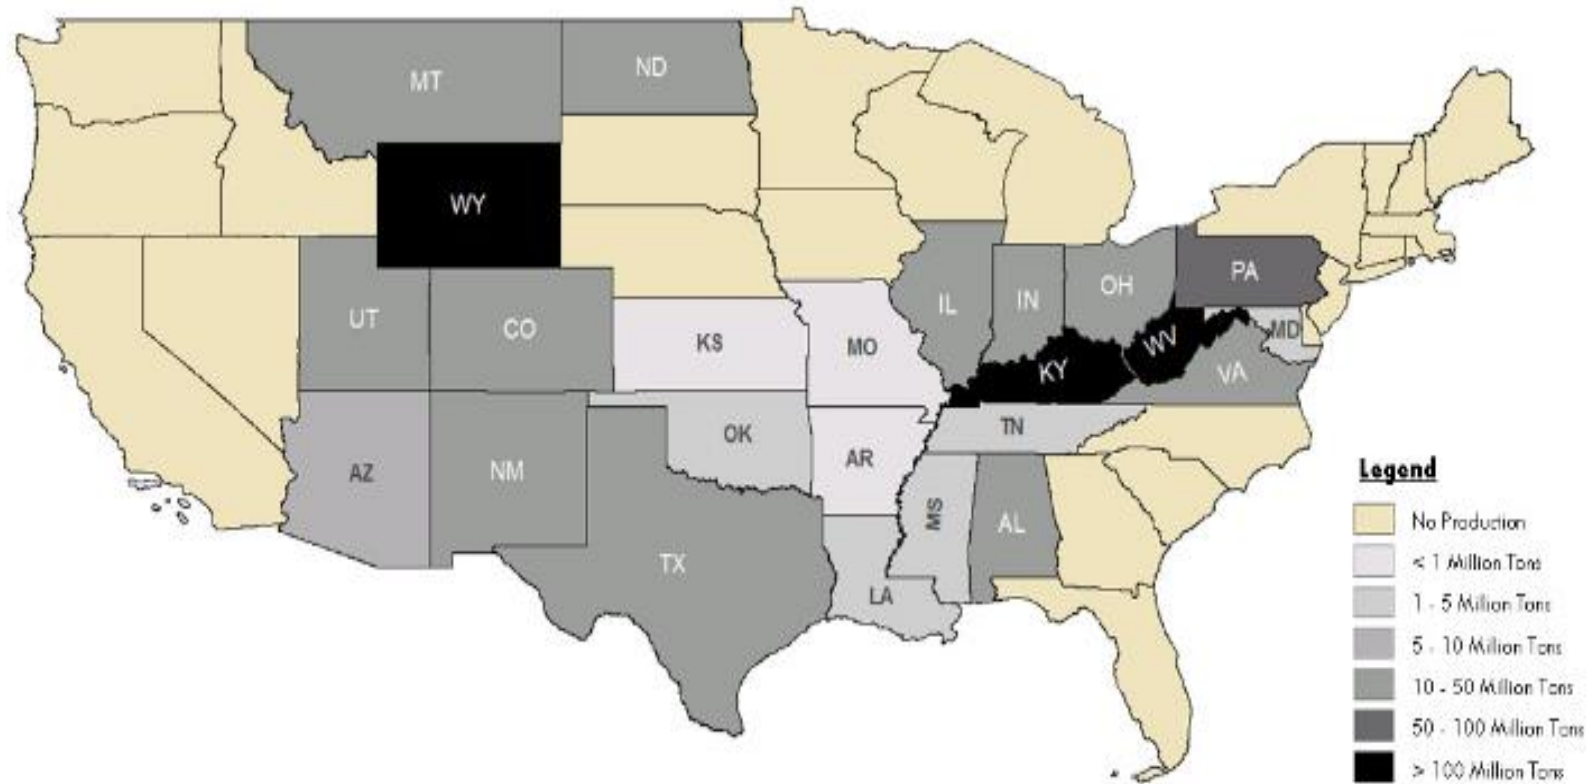 MT
ND
WY
UT
CO
KS
MO
IL
IN
OH
PA
MD
WV
KY
VA
AZ
NM
OK
AR
TN
MS
AL
TX
LA
Legend
No Production
< 1 Million Tons
1 - 5 Million Tons
5 - 10 Million Tons
10 - 50 Million Tons
50 - 100 Million Tons
> 100 Million Tons